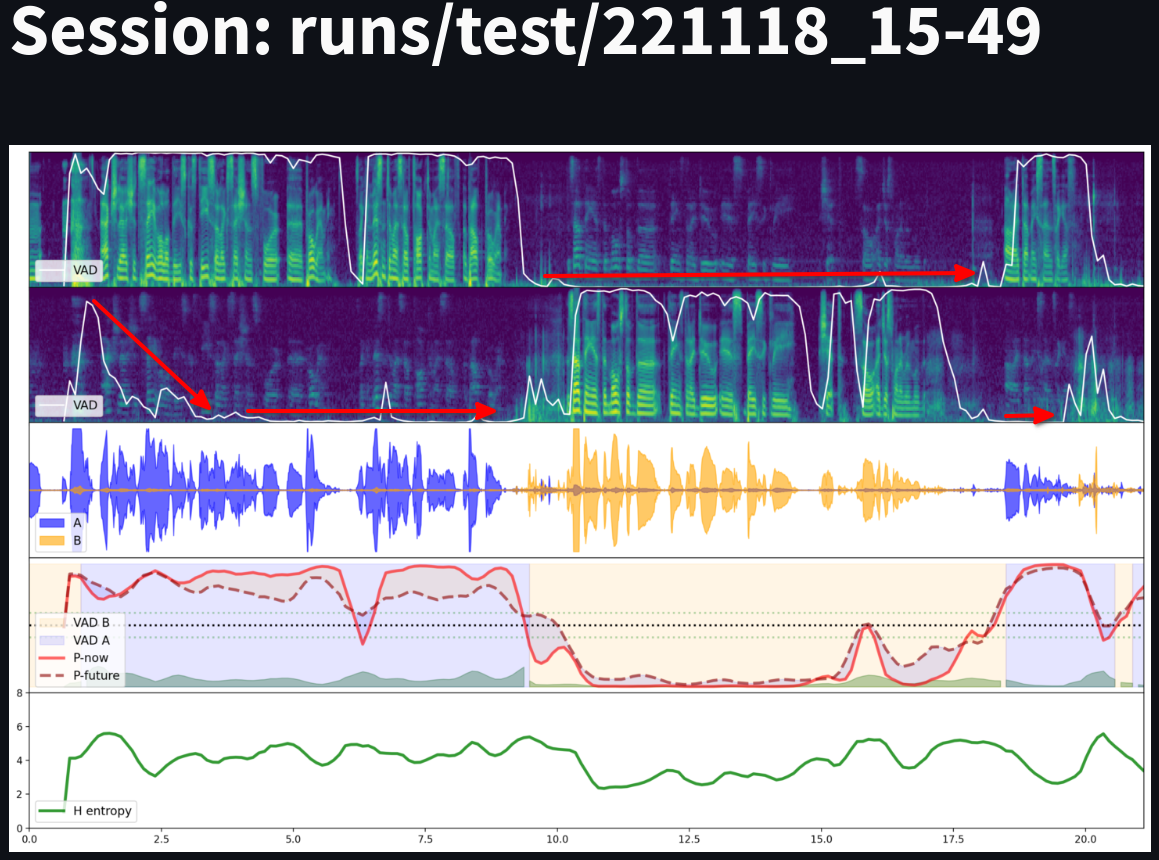 Session: runs/test/221118_15-49
VAD
VAD
A
B
VAD B
VAD A
P-now
P-future
8
6
4
2
0
H entropy
0.0 2.5 5.0 7.5 10.0 12.5 15.0 17.5 20.0